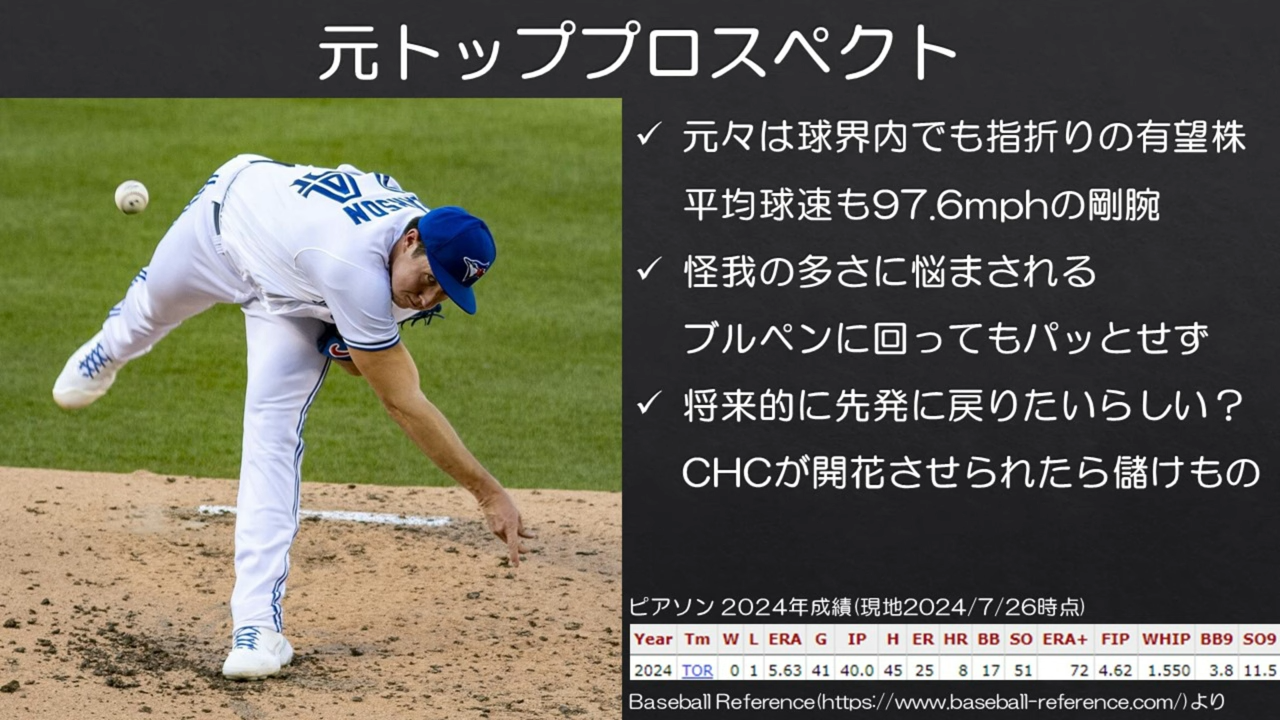 元トッププロスペクト
✓ 元々は球界内でも指折りの有望株
平均球速も97.6mphの剛腕
✓ 怪我の多さに悩まされる
ブルペンに回ってもパッとせず
✓ 将来的に先発に戻りたいらしい？
CHCが開花させられたら儲けもの
ピアソン 2024年成績(現地2024/7/26時点)
Year Tm W L ERA G IP H ER HR BB SO ERA+ FIP WHIP BB9 SO9
2024 TOR 0 1 5.63 41 40.0 45 25 8 17 51 72 4.62 1.550 3.8 11.5
Baseball Reference(https://www.baseball-reference.com/)より